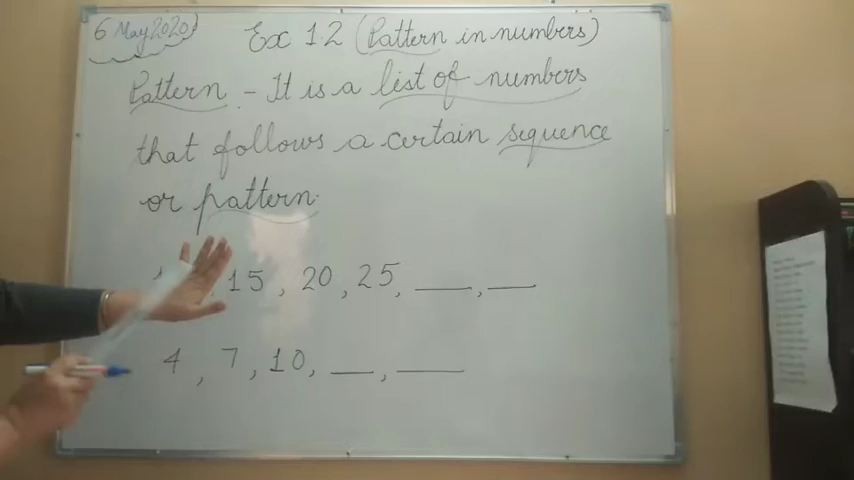 6 May 2020 Ex 12 (Pattern in numbers)
Pattern - It is a list of numbers
that follows a certain sequence
or pattern.
15, 20, 25, ___, ___
4, 7, 10, ___, ___